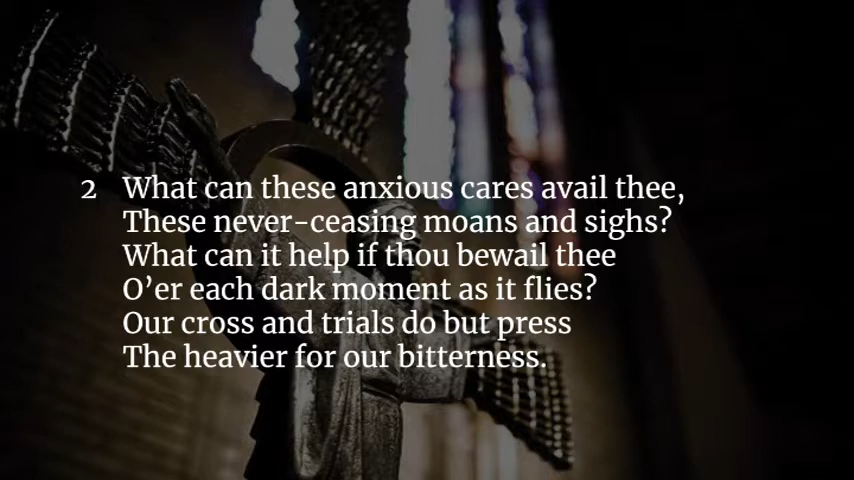 2 What can these anxious cares avail thee,
These never-ceasing moans and sighs?
What can it help if thou bewail thee
O’er each dark moment as it flies?
Our cross and trials do but press
The heavier for our bitterness.